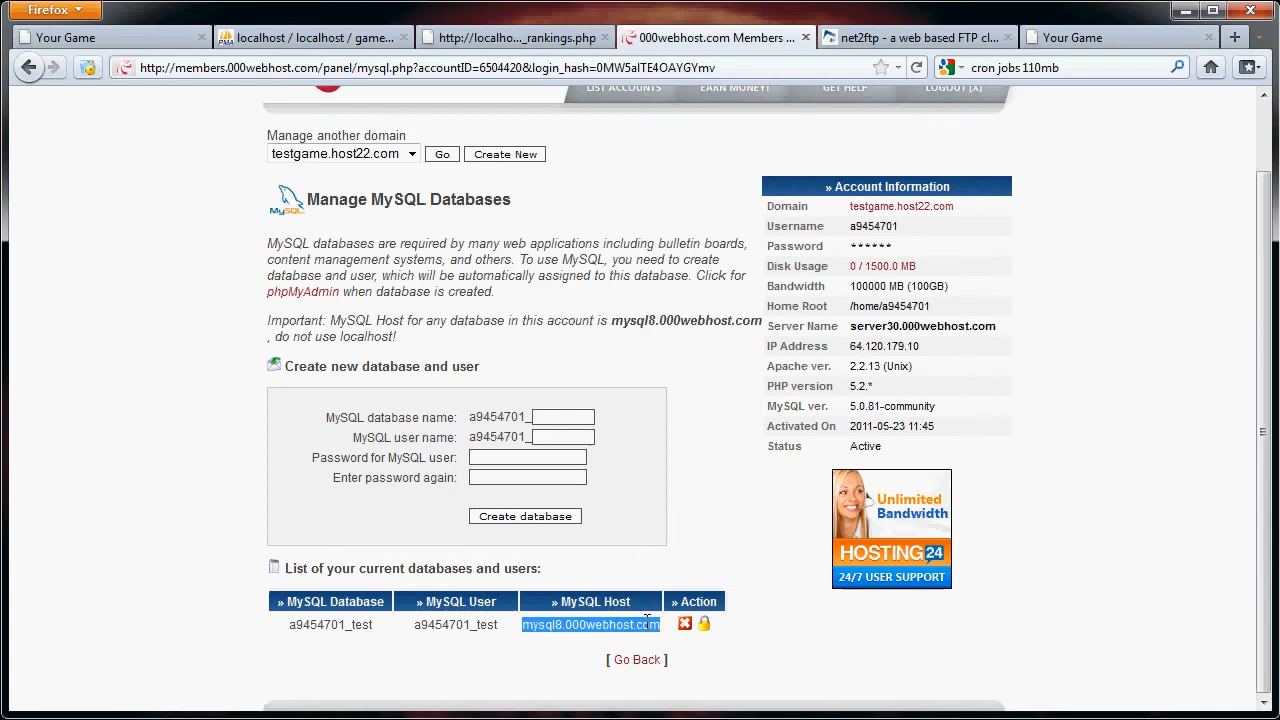 Firefox
Your Game
localhost / localhost / game...
http://localho..._rankings.php
000webhost.com Members ...
net2ftp - a web based FTP cl...
Your Game
http://members.000webhost.com/panel/mysql.php?accountID=6504420&login_hash=0MW5alTE4OAYGYmv
cron jobs 110mb
LIST ACCOUNTS
EARN MONEY!
GET HELP
LOGOUT [X]
Manage another domain
testgame.host22.com
Go
Create New
MySQL
Manage MySQL Databases
MySQL databases are required by many web applications including bulletin boards,
content management systems, and others. To use MySQL, you need to create
database and user, which will be automatically assigned to this database. Click for
phpMyAdmin when database is created.
Important: MySQL Host for any database in this account is mysql8.000webhost.com
, do not use localhost!
Create new database and user
MySQL database name: a9454701_
MySQL user name: a9454701_
Password for MySQL user:
Enter password again:
Create database
List of your current databases and users:
» MySQL Database » MySQL User » MySQL Host » Action
a9454701_test a9454701_test mysql8.000webhost.com
[ Go Back ]
» Account Information
Domain testgame.host22.com
Username a9454701
Password ******
Disk Usage 0 / 1500.0 MB
Bandwidth 100000 MB (100GB)
Home Root /home/a9454701
Server Name server30.000webhost.com
IP Address 64.120.179.10
Apache ver. 2.2.13 (Unix)
PHP version 5.2.*
MySQL ver. 5.0.81-community
Activated On 2011-05-23 11:45
Status Active
Unlimited
Bandwidth
HOSTING 24
24/7 USER SUPPORT